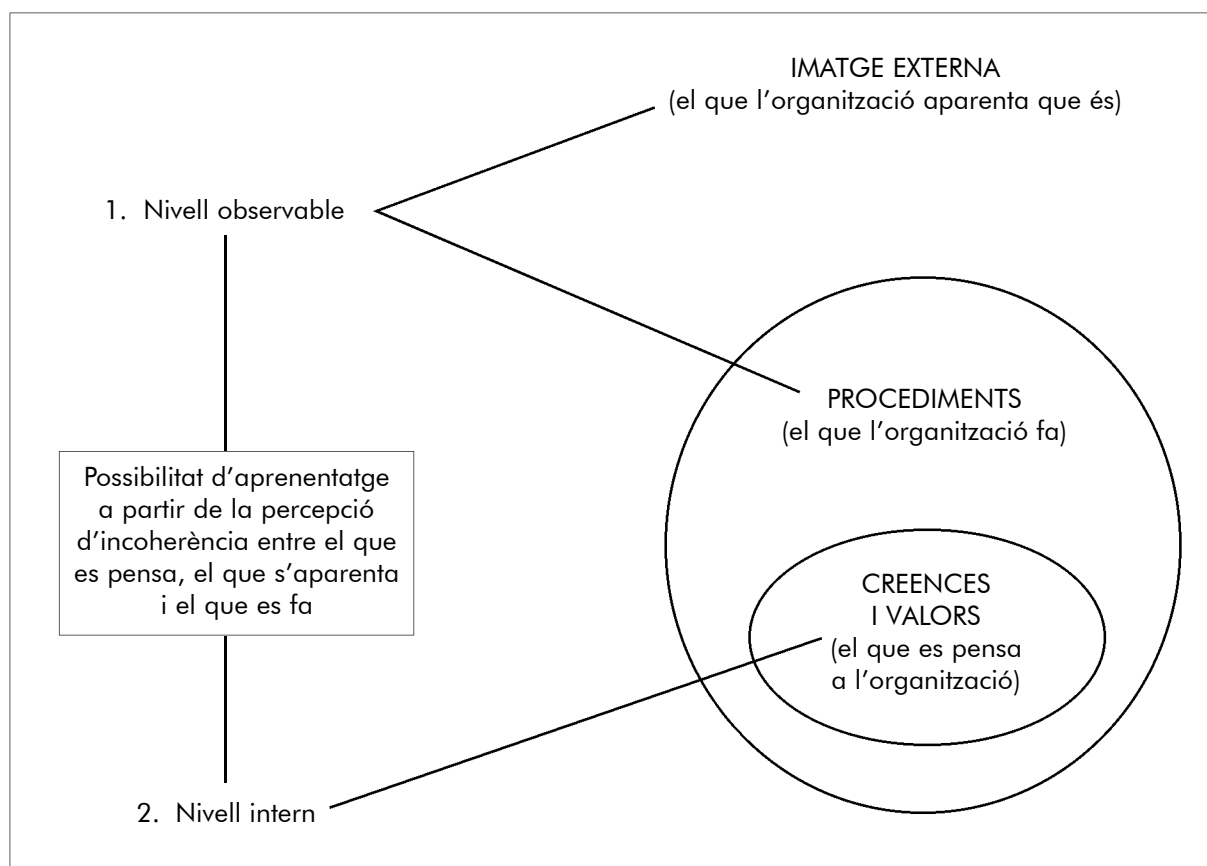 IMATGE EXTERNA
(el que l’organització aparenta que és)
1. Nivell observable
PROCEDIMENTS
(el que l’organització fa)
Possibilitat d’aprenentatge
a partir de la percepció
d’incoherència entre el que
es pensa, el que s’aparenta
i el que es fa
CREENCES
I VALORS
(el que es pensa
a l’organització)
2. Nivell intern